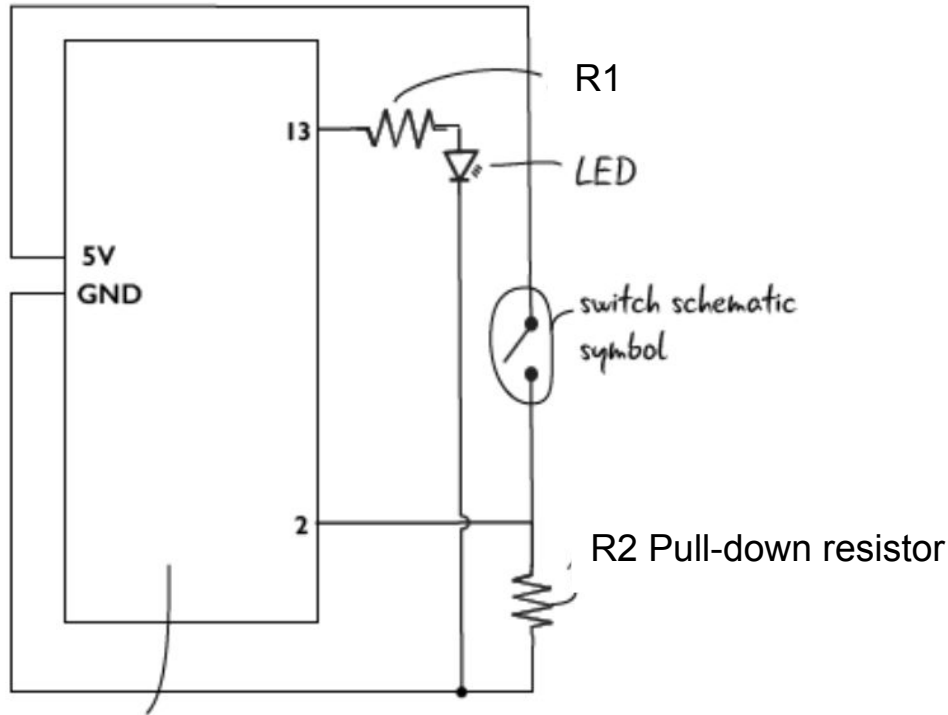 R1
13
LED
5V
GND
switch schematic
symbol
2
R2 Pull-down resistor